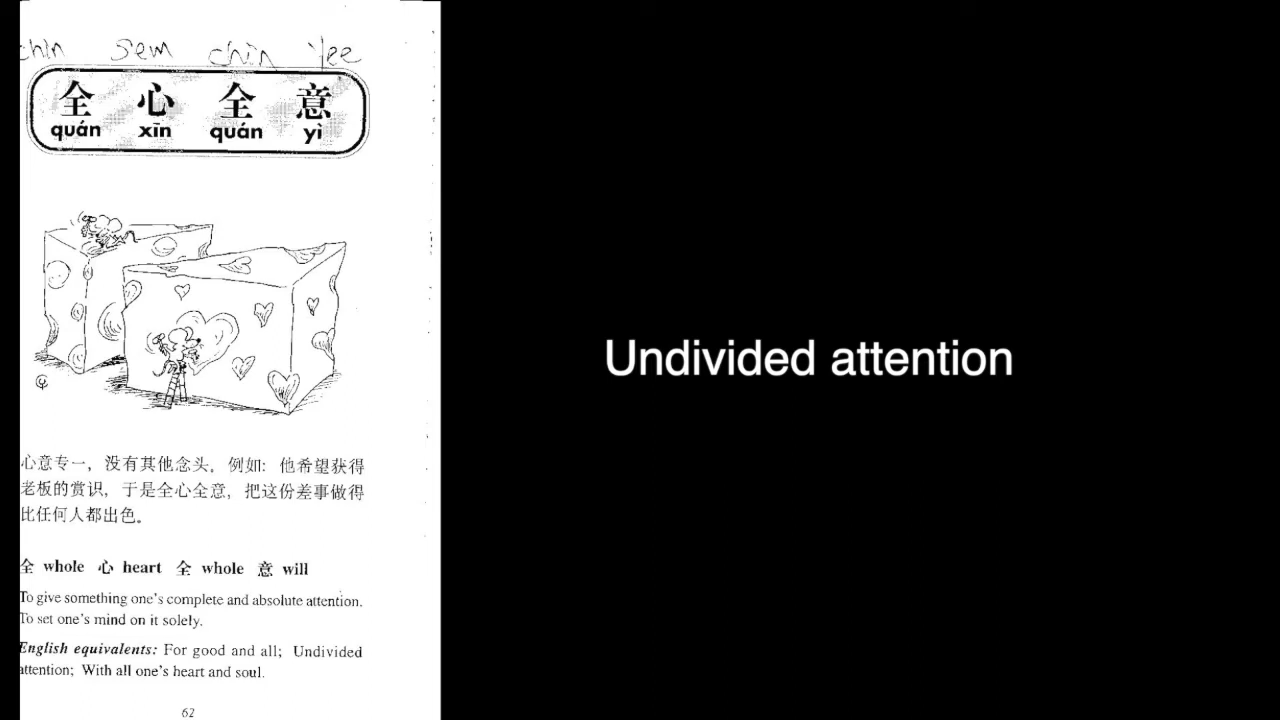 chin sem chin Yee
全 心 全 意
quán xīn quán yì
心意专一，没有其他念头。例如：他希望获得
老板的赏识，于是全心全意，把这份差事做得
比任何人都出色。
全 whole 心 heart 全 whole 意 will
To give something one's complete and absolute attention.
To set one's mind on it solely.
English equivalents: For good and all; Undivided
attention; With all one's heart and soul.
62
Undivided attention